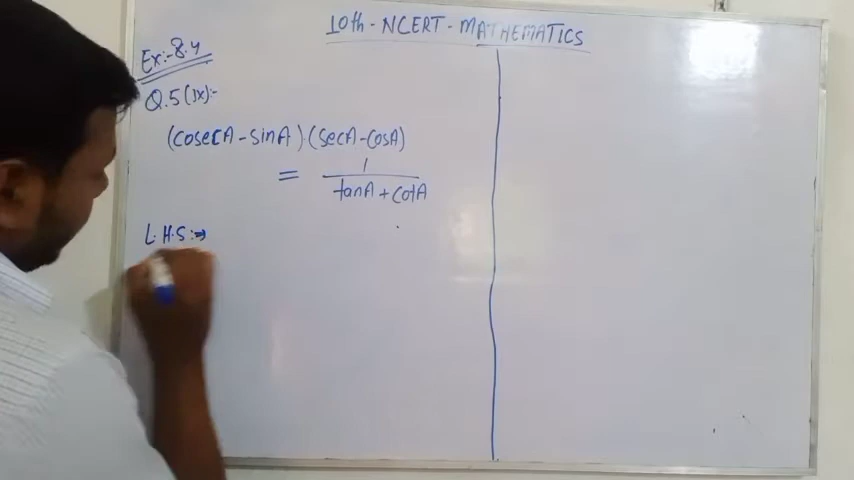 10th - NCERT - MATHEMATICS
Ex:- 8.4
Q.5(ix):-
(cosecA - sinA).(secA - cosA)
= 1 / tanA + cotA
L.H.S:→